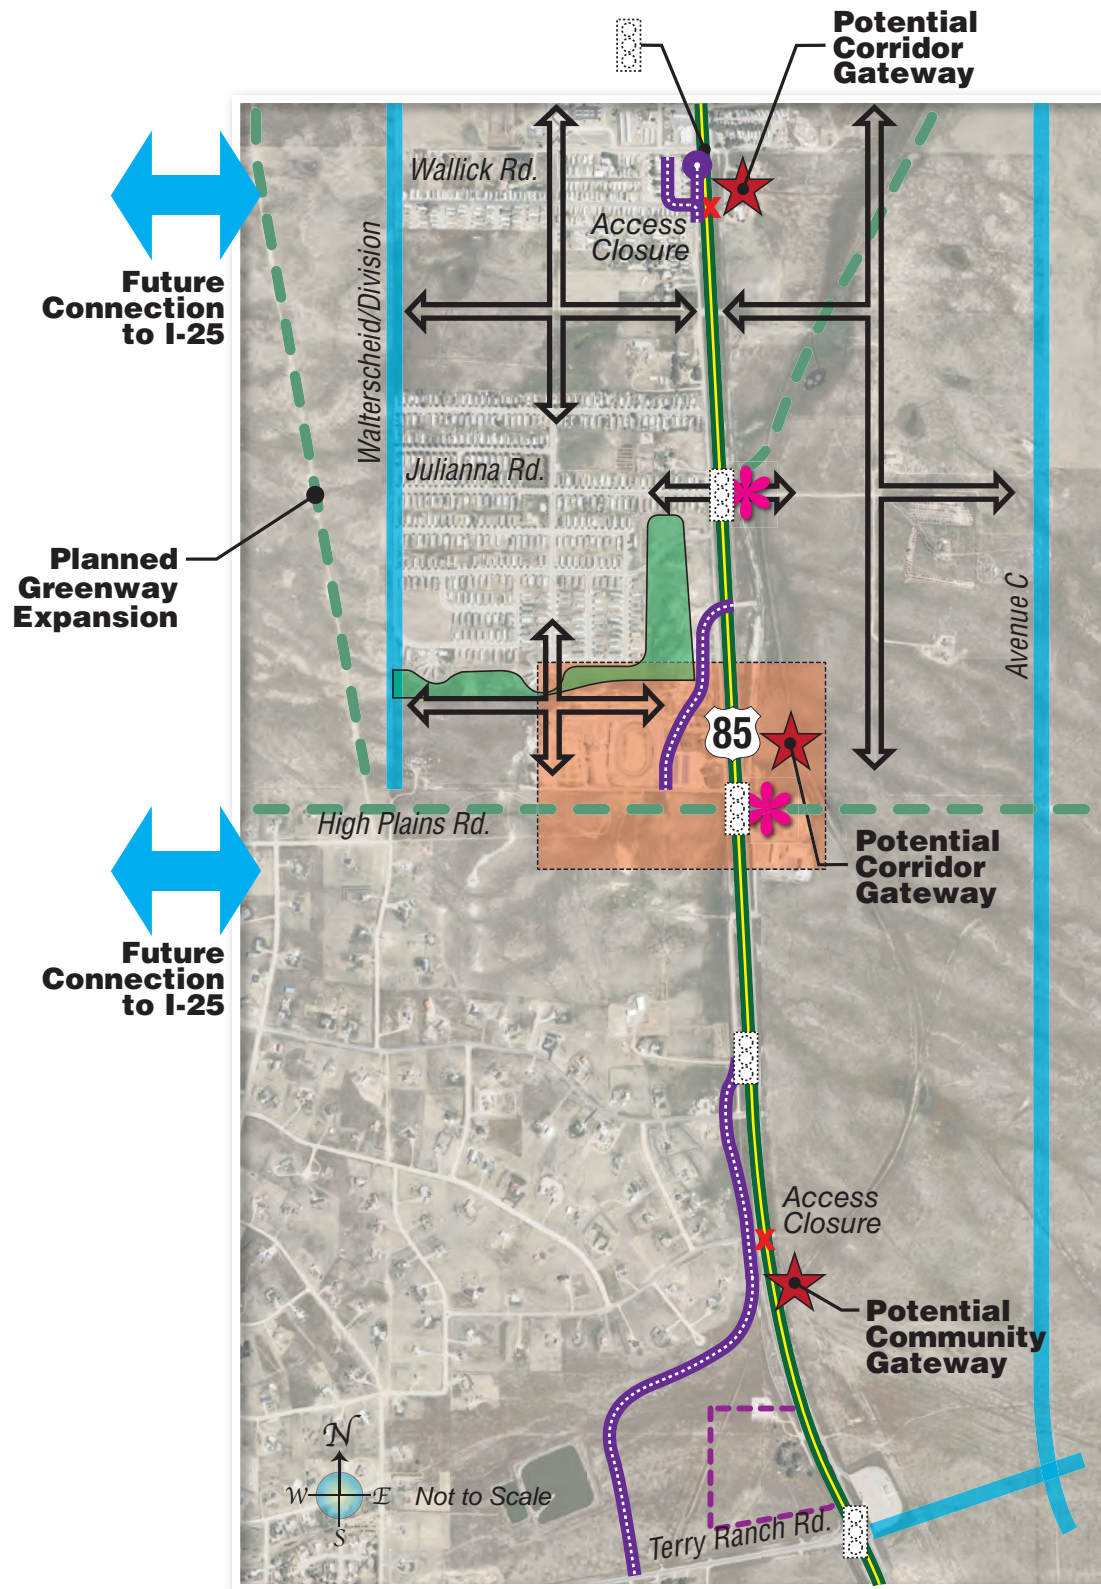 Potential
Corridor
Gateway
Wallick Rd.
Access
Closure
Future
Connection
to I-25
Walterscheid/Division
Julianna Rd.
Planned
Greenway
Expansion
Avenue C
85
High Plains Rd.
Potential
Corridor
Gateway
Future
Connection
to I-25
Access
Closure
Potential
Community
Gateway
N
W E
S
Not to Scale
Terry Ranch Rd.